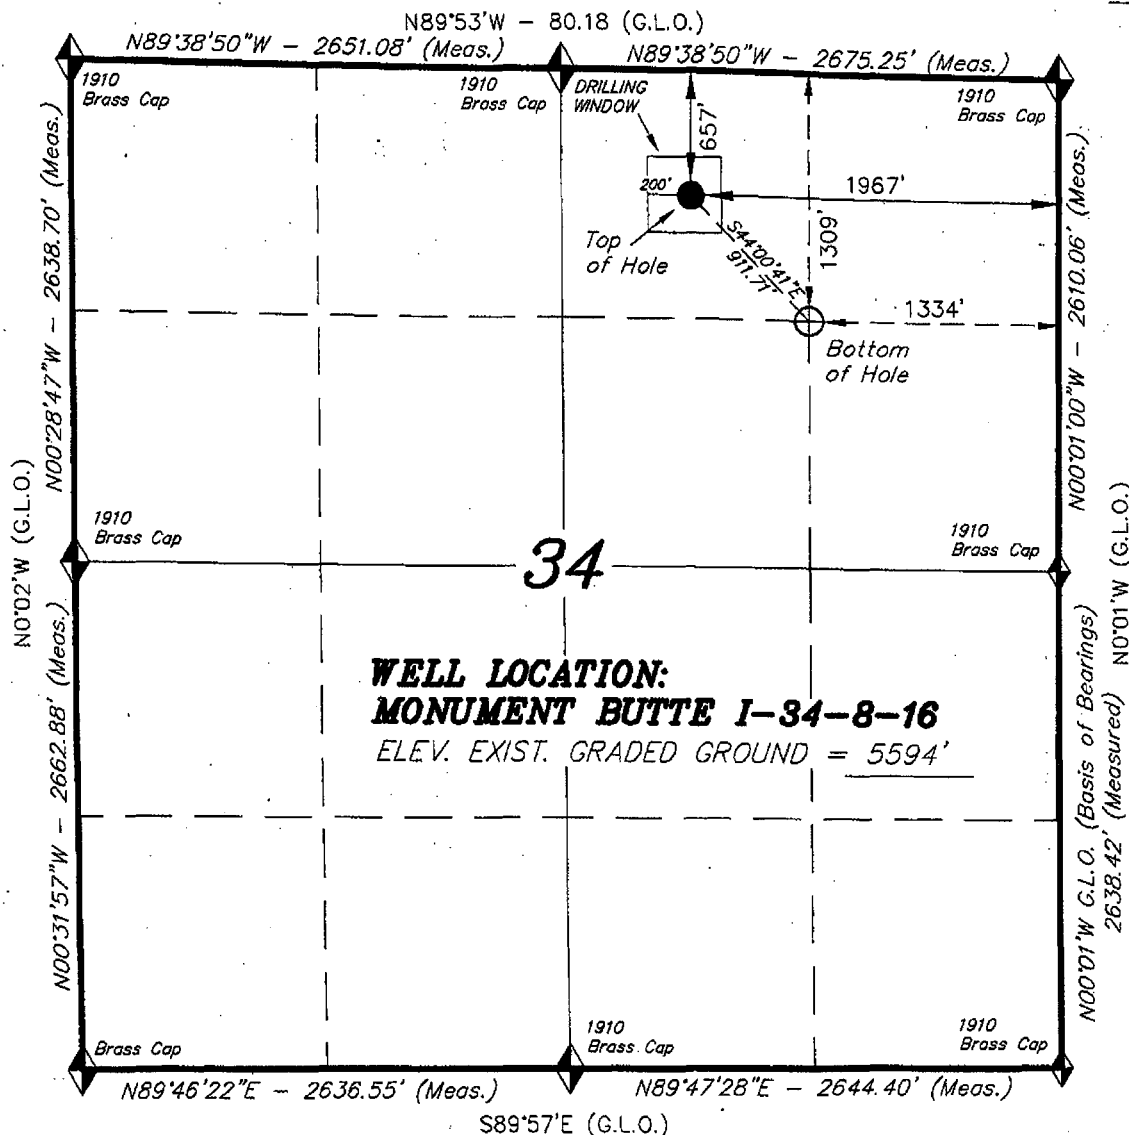 N89°53'W - 80.18 (G.L.O.)
N89°38'50"W - 2651.08' (Meas.)
N89°38'50"W - 2675.25' (Meas.)
1910
Brass Cap
1910
Brass Cap
DRILLING
WINDOW
1910
Brass Cap
657'
200'
1967'
Top
of Hole
S44°00'41"E
911.71'
1309'
1334'
Bottom
of Hole
N00°28'47"W - 2638.70' (Meas.)
N00°01'00"W - 2610.06' (Meas.)
N0°02'W (G.L.O.)
N0°01'W (G.L.O.)
1910
Brass Cap
1910
Brass Cap
34
WELL LOCATION:
MONUMENT BUTTE I-34-8-16
ELEV. EXIST. GRADED GROUND = 5594'
N00°31'57"W - 2662.88' (Meas.)
N00°01'W G.L.O. (Basis of Bearings)
2638.42' (Measured)
Brass Cap
1910
Brass Cap
1910
Brass Cap
N89°46'22"E - 2636.55' (Meas.)
N89°47'28"E - 2644.40' (Meas.)
S89°57'E (G.L.O.)